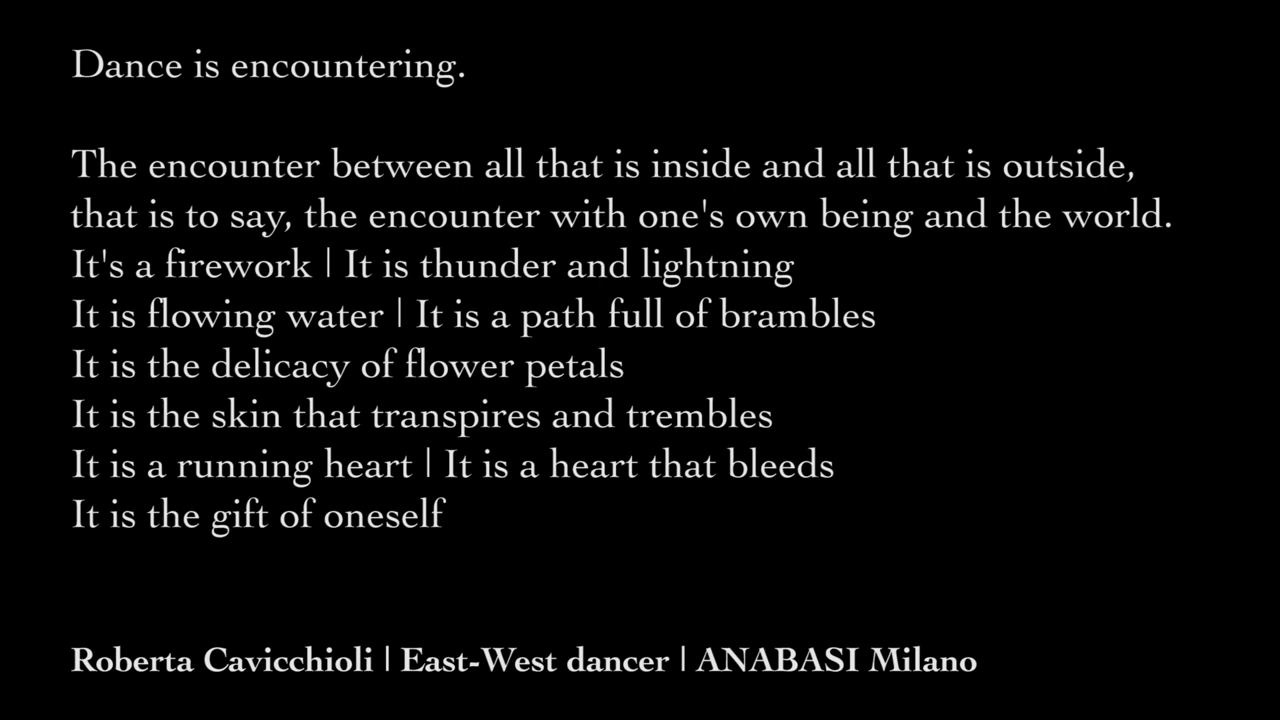 Dance is encountering.
The encounter between all that is inside and all that is outside,
that is to say, the encounter with one's own being and the world.
It's a firework | It is thunder and lightning
It is flowing water | It is a path full of brambles
It is the delicacy of flower petals
It is the skin that transpires and trembles
It is a running heart | It is a heart that bleeds
It is the gift of oneself
Roberta Cavicchioli | East-West dancer | ANABASI Milano